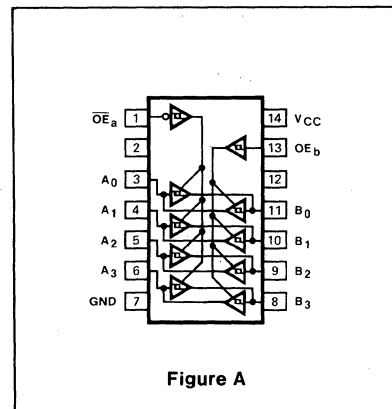 OEa 1 14 VCC
2 13 OEb
A0 3 12
A1 4 11 B0
A2 5 10 B1
A3 6 9 B2
GND 7 8 B3
Figure A